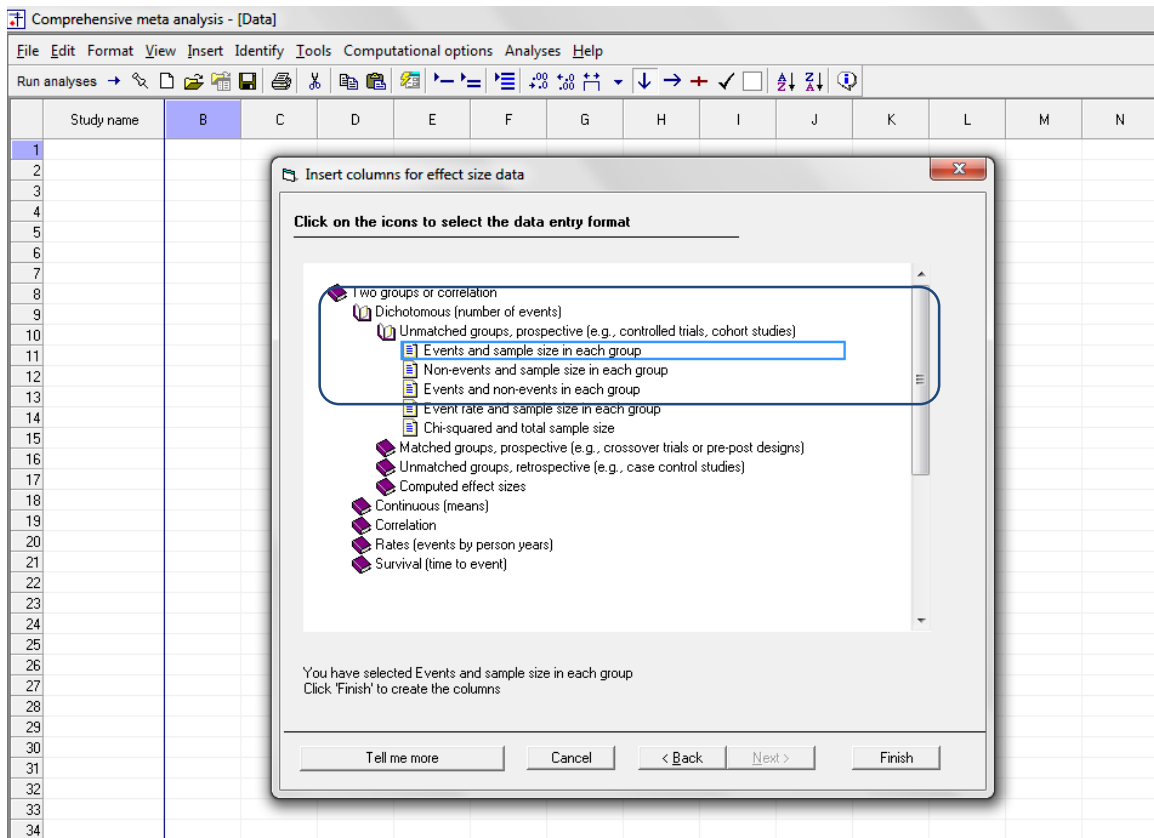 Comprehensive meta analysis - [Data]
File Edit Format View Insert Identify Tools Computational options Analyses Help
Run analyses
Study name B C D E F G H I J K L M N
1
2
Insert columns for effect size data
3
4
Click on the icons to select the data entry format
5
6
7
8
Two groups or correlation
9
Dichotomous (number of events)
10
Unmatched groups, prospective (e.g., controlled trials, cohort studies)
11
Events and sample size in each group
12
Non-events and sample size in each group
13
Events and non-events in each group
14
Event rate and sample size in each group
15
Chi-squared and total sample size
16
Matched groups, prospective (e.g., crossover trials or pre-post designs)
17
Unmatched groups, retrospective (e.g., case control studies)
18
Computed effect sizes
Continuous (means)
19
Correlation
20
Rates (events by person years)
21
Survival (time to event)
22
23
24
25
26
You have selected Events and sample size in each group
27
Click 'Finish' to create the columns
28
29
30
Tell me more Cancel < Back Next > Finish
31
32
33
34